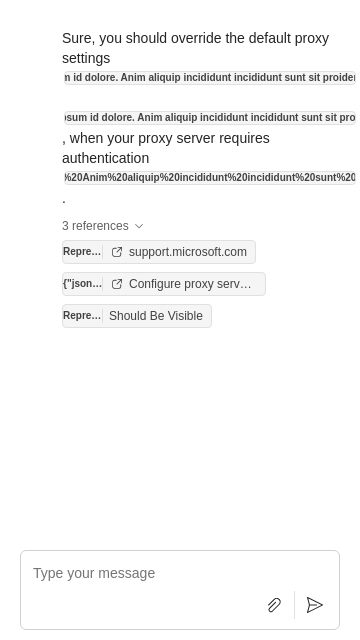 Sure, you should override the default proxy
settings
m id dolore. Anim aliquip incididunt incididunt sunt sit proider
psum id dolore. Anim aliquip incididunt incididunt sunt sit pro
, when your proxy server requires
authentication
%20Anim%20aliquip%20incididunt%20incididunt%20sunt%20
.
3 references
Repre… support.microsoft.com
{"json… Configure proxy serv…
Repre… Should Be Visible
Type your message